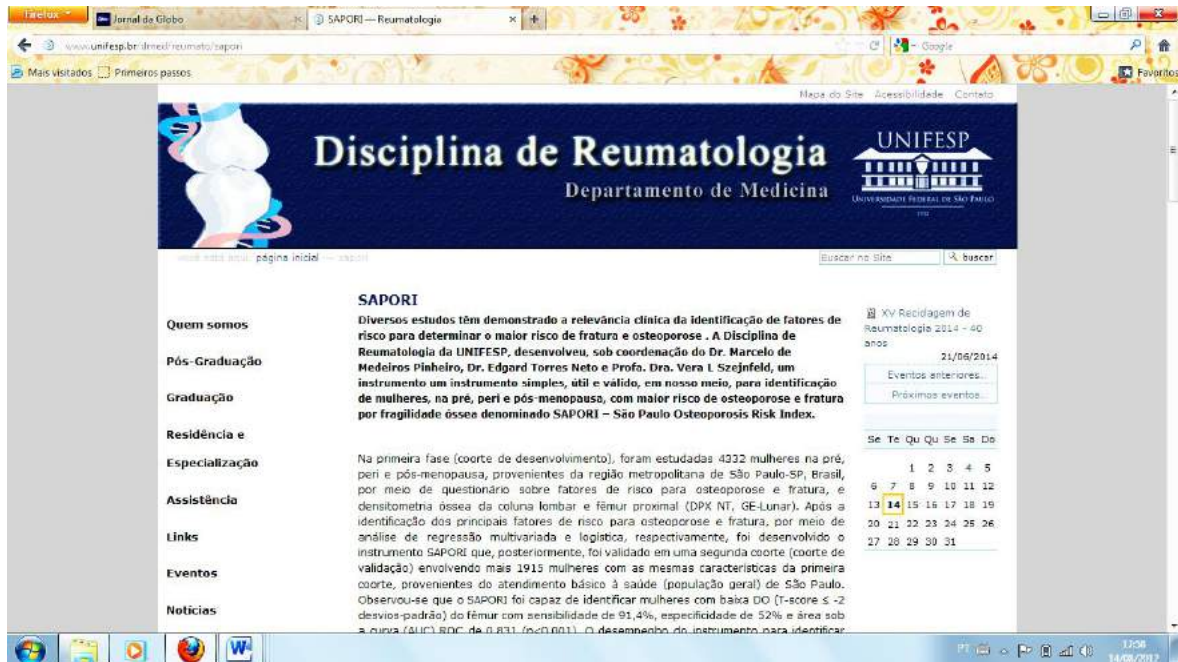 Firefox
Jornal da Globo
SAPORI — Reumatologia
www.unifesp.br/dmed/reumato/sapori
Google
Mais visitados
Primeiros passos
Favoritos
Mapa do Site Acessibilidade Contato
Disciplina de Reumatologia
Departamento de Medicina
UNIFESP
UNIVERSIDADE FEDERAL DE SÃO PAULO
você está aqui: página inicial — sapori
Buscar no Site
buscar
Quem somos
Pós-Graduação
Graduação
Residência e
Especialização
Assistência
Links
Eventos
Notícias
SAPORI
Diversos estudos têm demonstrado a relevância clínica da identificação de fatores de
risco para determinar o maior risco de fratura e osteoporose . A Disciplina de
Reumatologia da UNIFESP, desenvolveu, sob coordenação do Dr. Marcelo de
Medeiros Pinheiro, Dr. Edgard Torres Neto e Profa. Dra. Vera L Szejnfeld, um
instrumento um instrumento simples, útil e válido, em nosso meio, para identificação
de mulheres, na pré, peri e pós-menopausa, com maior risco de osteoporose e fratura
por fragilidade óssea denominado SAPORI – São Paulo Osteoporosis Risk Index.
Na primeira fase (coorte de desenvolvimento), foram estudadas 4332 mulheres na pré,
peri e pós-menopausa, provenientes da região metropolitana de São Paulo-SP, Brasil,
por meio de questionário sobre fatores de risco para osteoporose e fratura, e
densitometria óssea da coluna lombar e fêmur proximal (DPX NT, GE-Lunar). Após a
identificação dos principais fatores de risco para osteoporose e fratura, por meio de
análise de regressão multivariada e logística, respectivamente, foi desenvolvido o
instrumento SAPORI que, posteriormente, foi validado em uma segunda coorte (coorte de
validação) envolvendo mais 1915 mulheres com as mesmas características da primeira
coorte, provenientes do atendimento básico à saúde (população geral) de São Paulo.
Observou-se que o SAPORI foi capaz de identificar mulheres com baixa DO (T-score ≤ -2
desvios-padrão) do fêmur com sensibilidade de 91,4%, especificidade de 52% e área sob
a curva (AUC) ROC de 0,831 (p<0,001). O desempenho do instrumento para identificar
XV Reciclagem de
Reumatologia 2014 - 40
anos
21/06/2014
Eventos anteriores...
Próximos eventos...
Se Te Qu Qu Se Sa Do
1 2 3 4 5
6 7 8 9 10 11 12
13 14 15 16 17 18 19
20 21 22 23 24 25 26
27 28 29 30 31
PT
12:56
14/08/2012